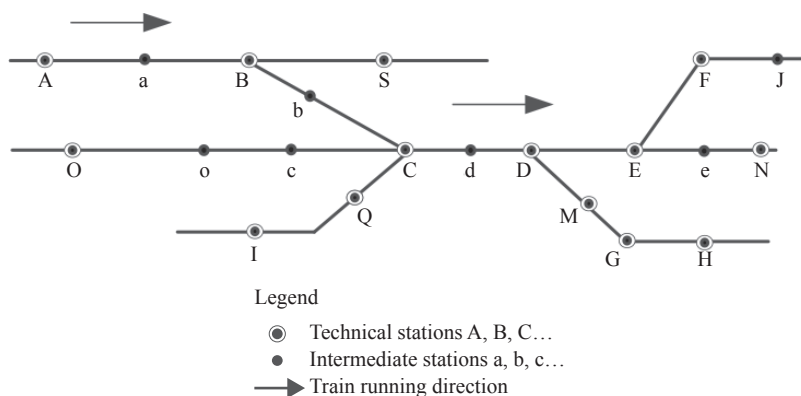 A a B S
b
F J
O o c C d D E e N
Q M
I G H
Legend
Technical stations A, B, C…
Intermediate stations a, b, c…
Train running direction